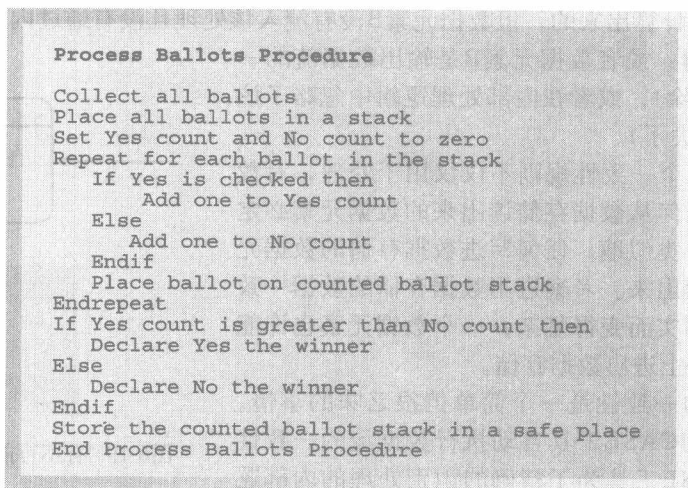 Process Ballots Procedure
Collect all ballots
Place all ballots in a stack
Set Yes count and No count to zero
Repeat for each ballot in the stack
If Yes is checked then
Add one to Yes count
Else
Add one to No count
Endif
Place ballot on counted ballot stack
Endrepeat
If Yes count is greater than No count then
Declare Yes the winner
Else
Declare No the winner
Endif
Store the counted ballot stack in a safe place
End Process Ballots Procedure